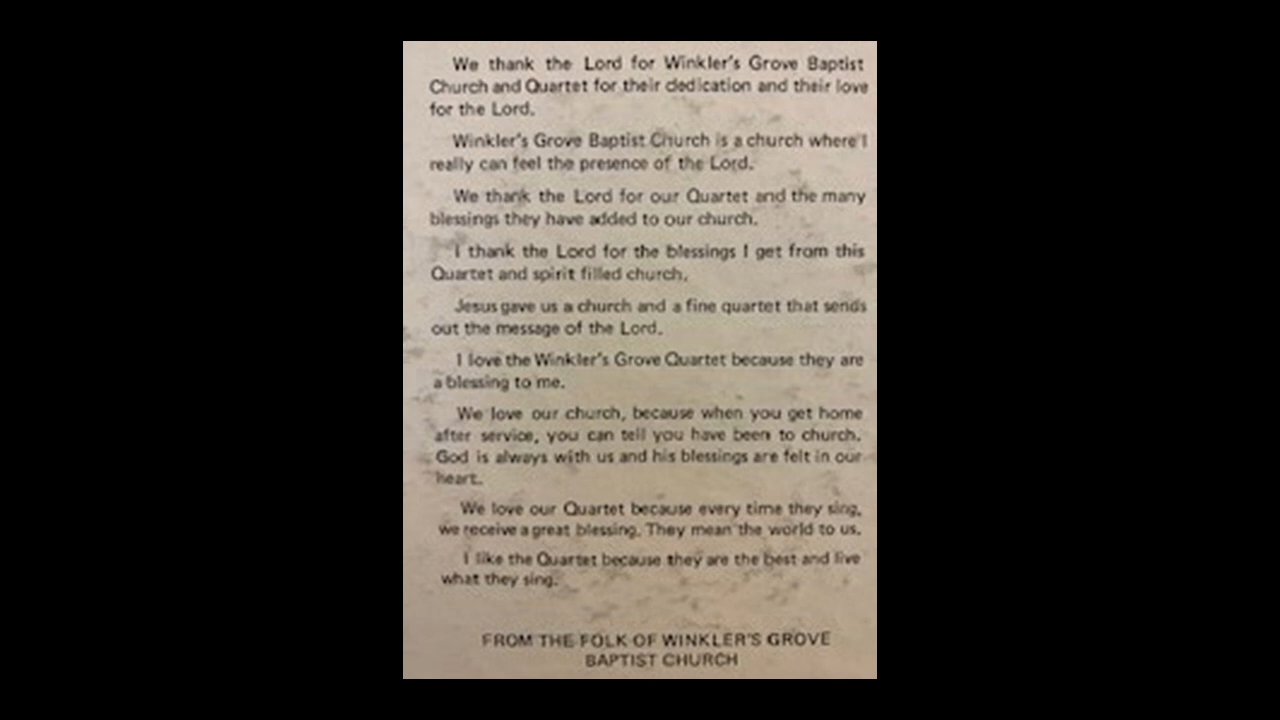 We thank the Lord for Winkler's Grove Baptist
Church and Quartet for their dedication and their love
for the Lord.
Winkler's Grove Baptist Church is a church where I
really can feel the presence of the Lord.
We thank the Lord for our Quartet and the many
blessings they have added to our church.
I thank the Lord for the blessings I get from this
Quartet and spirit filled church.
Jesus gave us a church and a fine quartet that sends
out the message of the Lord.
I love the Winkler's Grove Quartet because they are
a blessing to me.
We love our church, because when you get home
after service, you can tell you have been to church.
God is always with us and his blessings are felt in our
heart.
We love our Quartet because every time they sing,
we receive a great blessing. They mean the world to us.
I like the Quartet because they are the best and live
what they sing.
FROM THE FOLK OF WINKLER'S GROVE
BAPTIST CHURCH